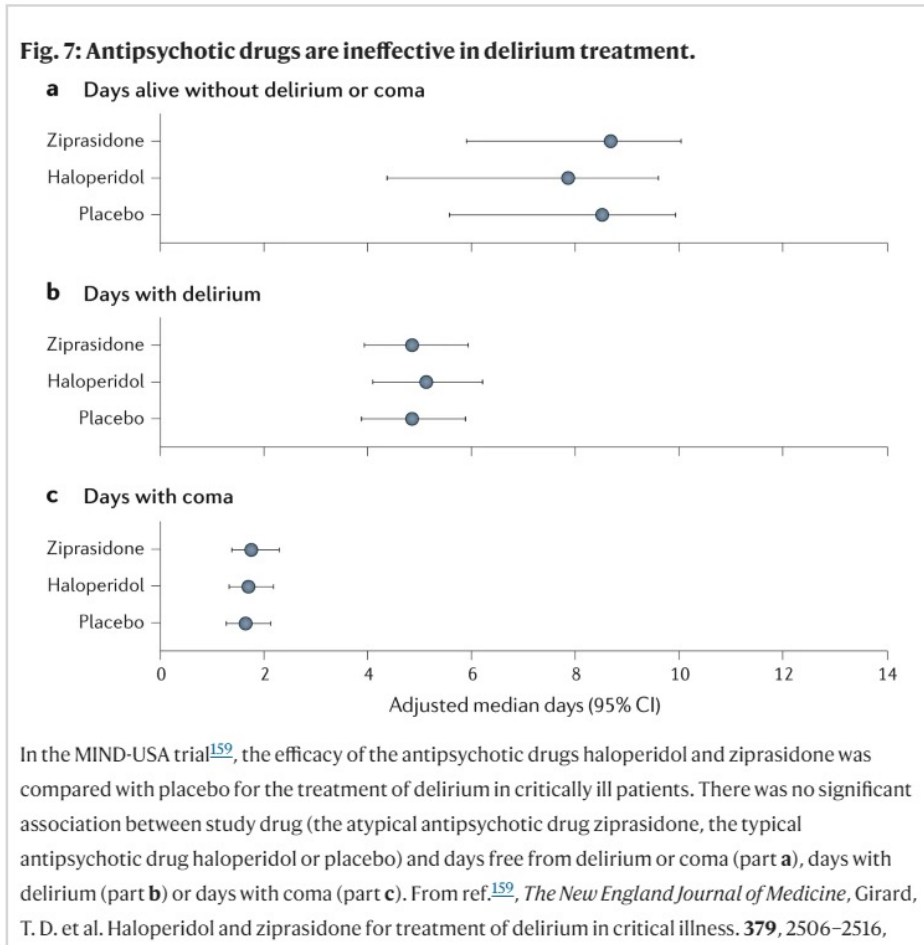 Fig. 7: Antipsychotic drugs are ineffective in delirium treatment.
a Days alive without delirium or coma
Ziprasidone
Haloperidol
Placebo
b Days with delirium
Ziprasidone
Haloperidol
Placebo
c Days with coma
Ziprasidone
Haloperidol
Placebo
0 2 4 6 8 10 12 14
Adjusted median days (95% CI)
In the MIND-USA trial159, the efficacy of the antipsychotic drugs haloperidol and ziprasidone was
compared with placebo for the treatment of delirium in critically ill patients. There was no significant
association between study drug (the atypical antipsychotic drug ziprasidone, the typical
antipsychotic drug haloperidol or placebo) and days free from delirium or coma (part a), days with
delirium (part b) or days with coma (part c). From ref.159, The New England Journal of Medicine, Girard,
T. D. et al. Haloperidol and ziprasidone for treatment of delirium in critical illness. 379, 2506–2516,